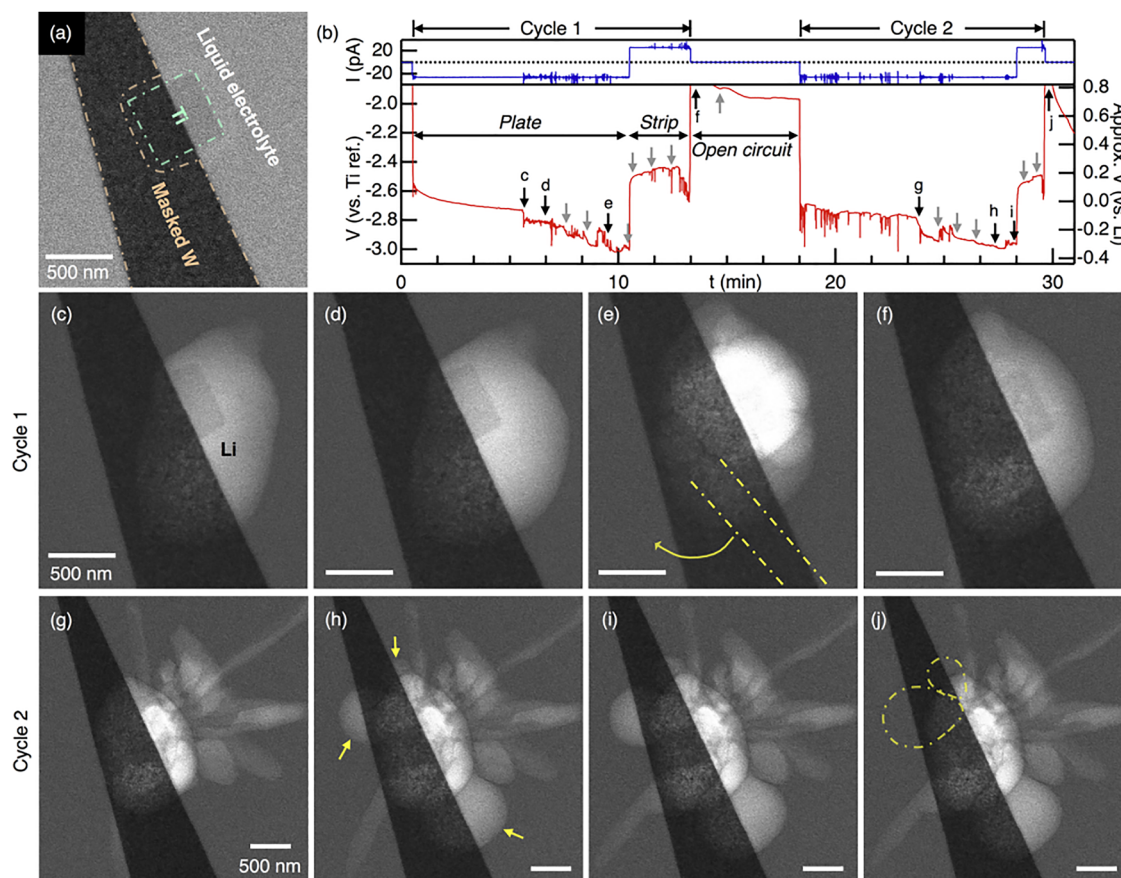 (a)
Liquid electrolyte
Ti
Masked W
500 nm
(b)
Cycle 1
Cycle 2
I (pA)
20
-20
V (vs. Ti ref.)
-2.0
-2.2
-2.4
-2.6
-2.8
-3.0
Plate
Strip
Open circuit
c
d
e
f
g
h
i
j
0.8
0.6
0.4
0.2
0.0
-0.2
-0.4
Approx. V (vs. Li)
0
10
20
30
t (min)
Cycle 1
(c)
Li
500 nm
(d)
(e)
(f)
Cycle 2
(g)
500 nm
(h)
(i)
(j)